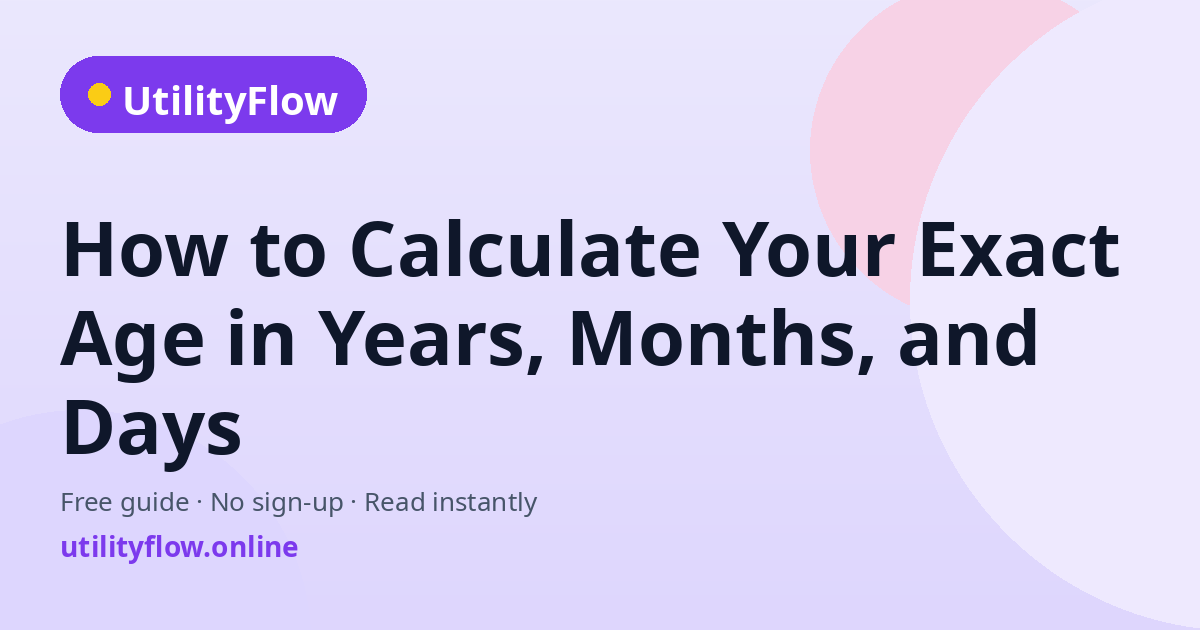 UtilityFlow
How to Calculate Your Exact
Age in Years, Months, and
Days
Free guide · No sign-up · Read instantly
utilityflow.online